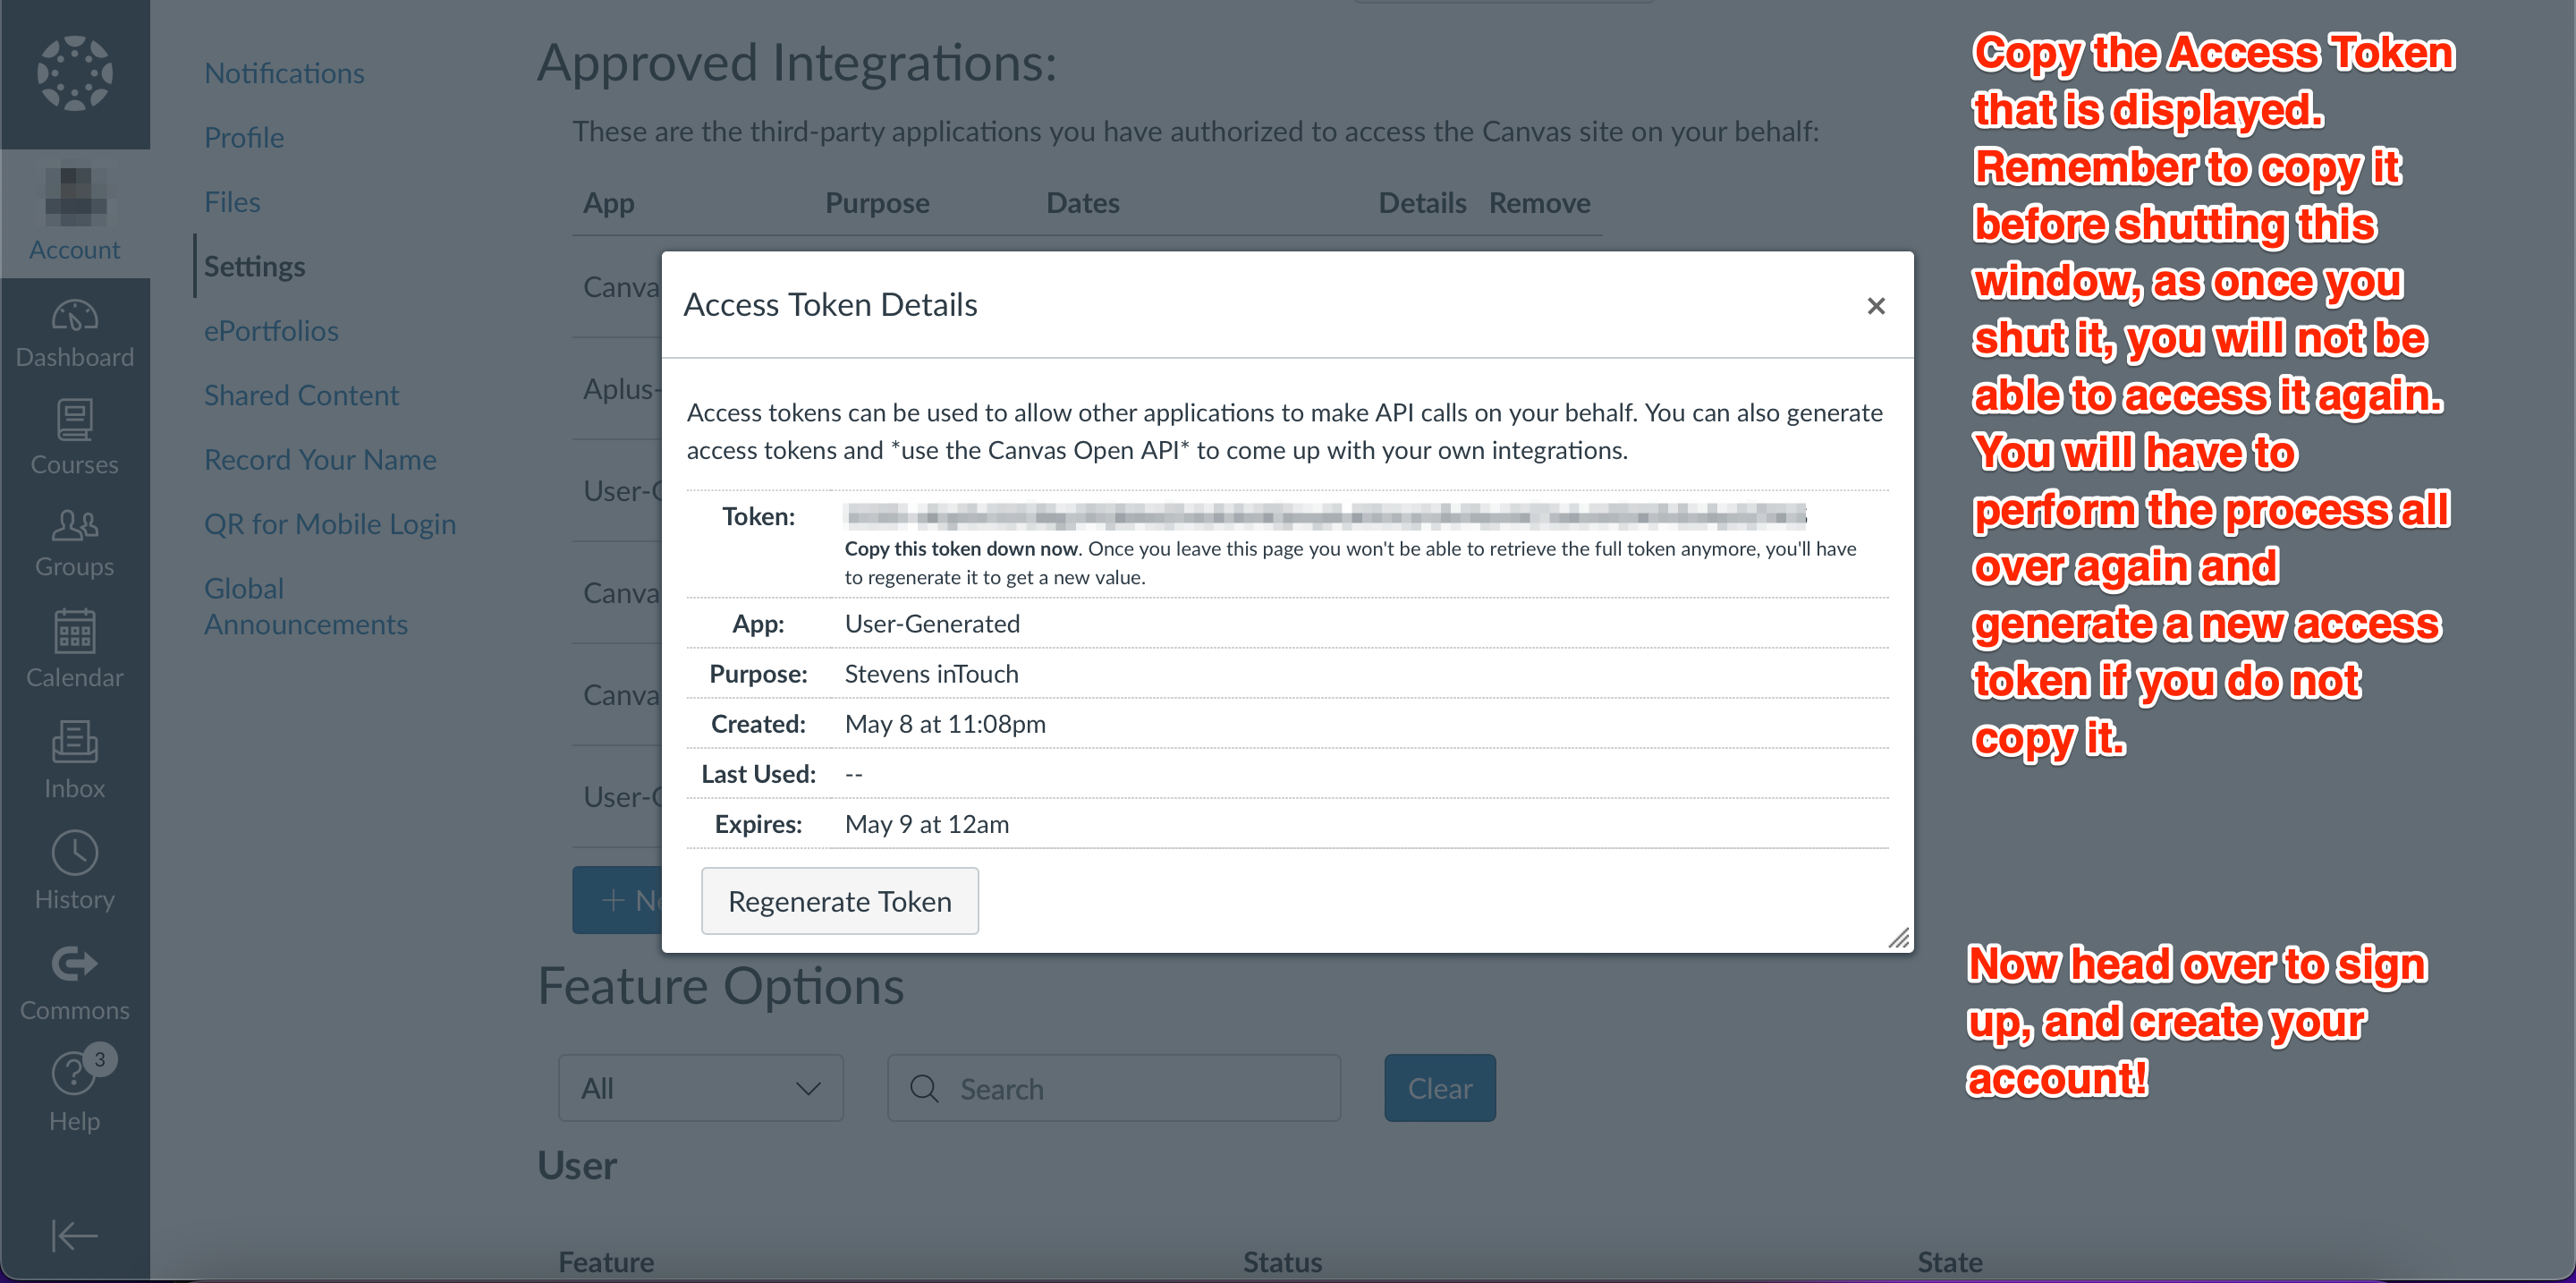 Approved Integrations:
These are the third-party applications you have authorized to access the Canvas site on your behalf:
App Purpose Dates Details Remove
Canva
Aplus-
User-G
Canva
Canva
User-G
Account
Dashboard
Courses
Groups
Calendar
Inbox
History
Commons
3
Help
Notifications
Profile
Files
Settings
ePortfolios
Shared Content
Record Your Name
QR for Mobile Login
Global
Announcements
Access Token Details
×
Access tokens can be used to allow other applications to make API calls on your behalf. You can also generate
access tokens and *use the Canvas Open API* to come up with your own integrations.
Token:
Copy this token down now. Once you leave this page you won't be able to retrieve the full token anymore, you'll have
to regenerate it to get a new value.
App: User-Generated
Purpose: Stevens inTouch
Created: May 8 at 11:08pm
Last Used: --
Expires: May 9 at 12am
Regenerate Token
+ Ne
Feature Options
All Search Clear
User
Feature Status State
Copy the Access Token
that is displayed.
Remember to copy it
before shutting this
window, as once you
shut it, you will not be
able to access it again.
You will have to
perform the process all
over again and
generate a new access
token if you do not
copy it.
Now head over to sign
up, and create your
account!